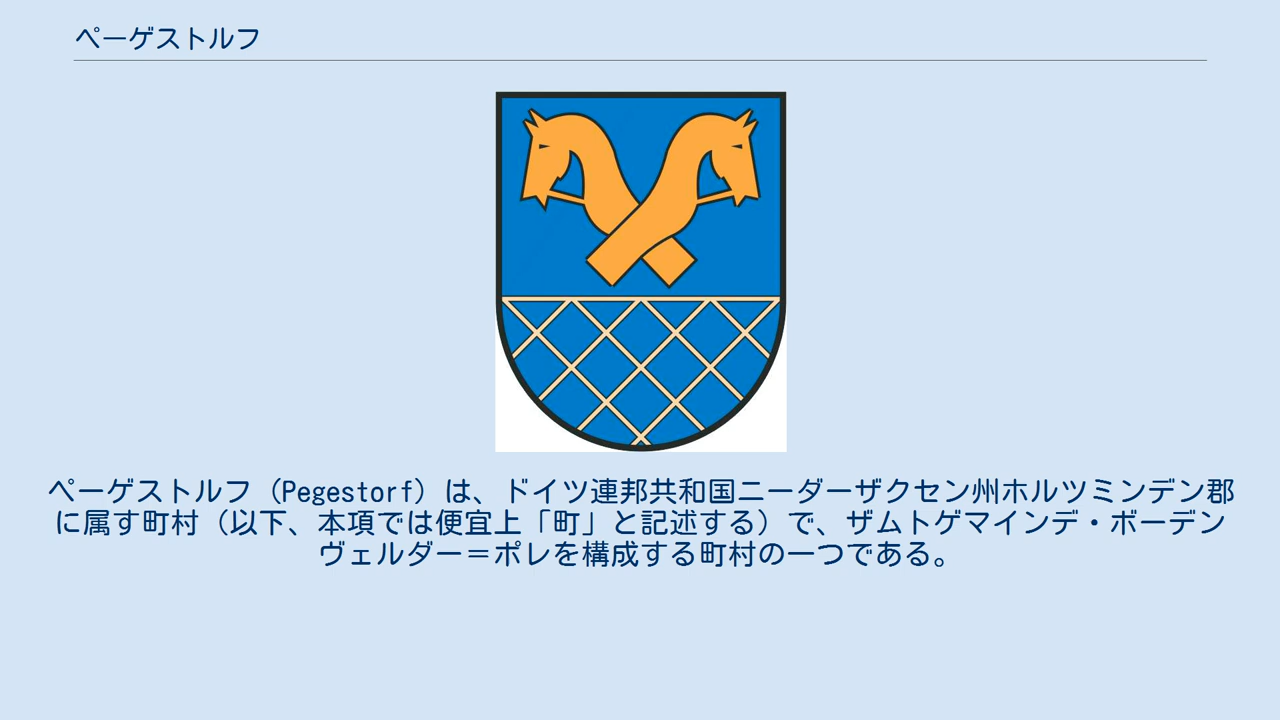 ペーゲストルフ
ペーゲストルフ（Pegestorf）は、ドイツ連邦共和国ニーダーザクセン州ホルツミンデン郡
に属す町村（以下、本項では便宜上「町」と記述する）で、ザムトゲマインデ・ボーデン
ヴェルダー＝ポレを構成する町村の一つである。